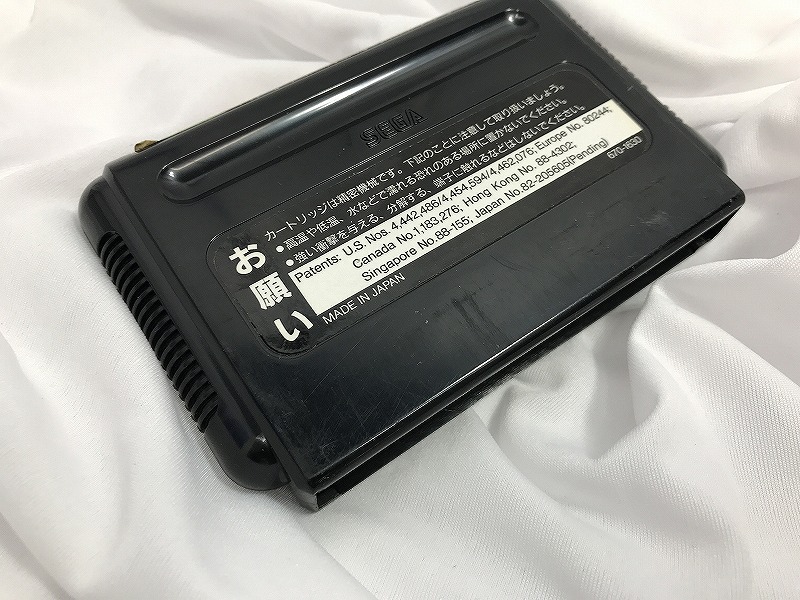 SEGA
お願い
カートリッジは精密機械です。下記のことに注意して取り扱いましょう。
●高温や低温、水などで濡れる恐れのある場所に置かないでください。
●強い衝撃を与える、分解する、端子に触れるなどはしないでください。
Patents: U.S. Nos. 4,442,486/4,454,594/4,462,076; Europe No. 80244;
Canada No. 1,183,276; Hong Kong No. 88-4302;
Singapore No. 88-155; Japan No. 82-205605(Pending)
MADE IN JAPAN
670-1630